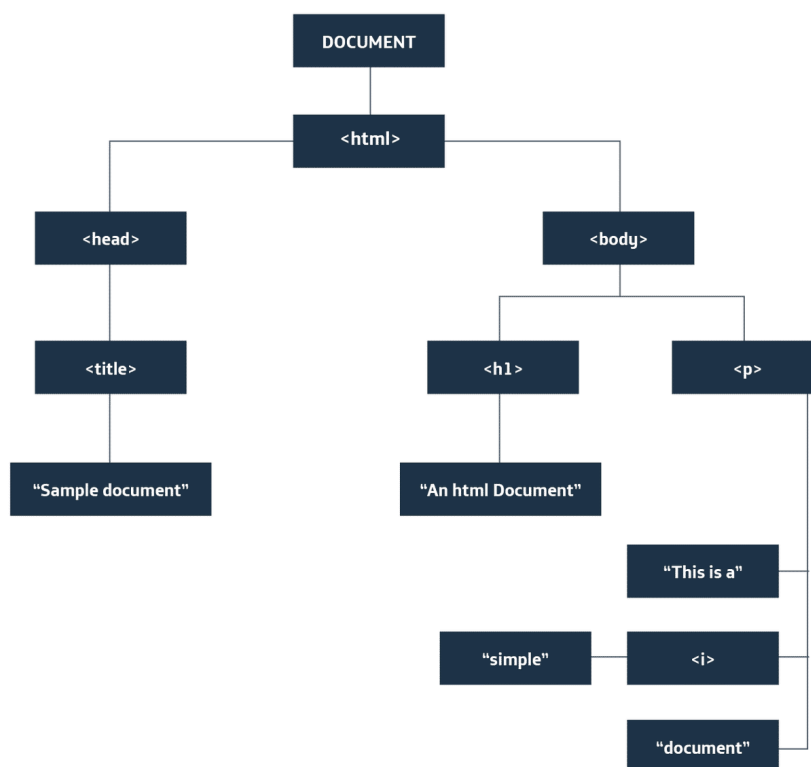 DOCUMENT
<html>
<head>
<body>
<title>
<h1>
<p>
“Sample document”
“An html Document”
“This is a”
“simple”
<i>
“document”